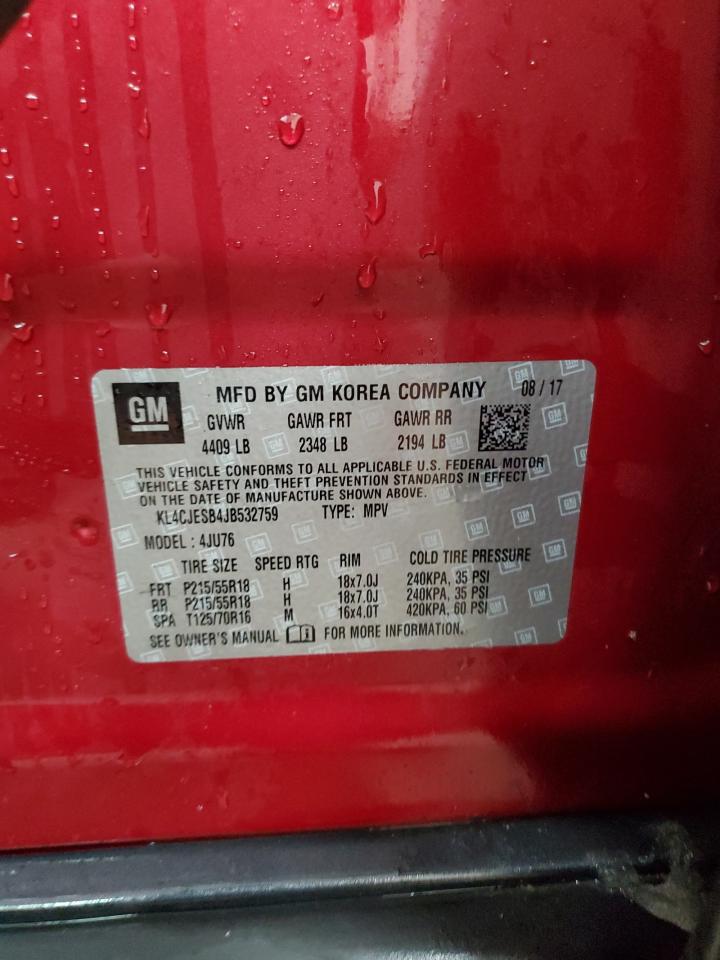 GM
MFD BY GM KOREA COMPANY 08 / 17
GVWR GAWR FRT GAWR RR
4409 LB 2348 LB 2194 LB
THIS VEHICLE CONFORMS TO ALL APPLICABLE U.S. FEDERAL MOTOR
VEHICLE SAFETY AND THEFT PREVENTION STANDARDS IN EFFECT
ON THE DATE OF MANUFACTURE SHOWN ABOVE.
KL4CJESB4JB532759 TYPE: MPV
MODEL : 4JU76
TIRE SIZE SPEED RTG RIM COLD TIRE PRESSURE
FRT P215/55R18 H 18x7.0J 240KPA, 35 PSI
RR P215/55R18 H 18x7.0J 240KPA, 35 PSI
SPA T125/70R16 M 16x4.0T 420KPA, 60 PSI
SEE OWNER'S MANUAL FOR MORE INFORMATION.